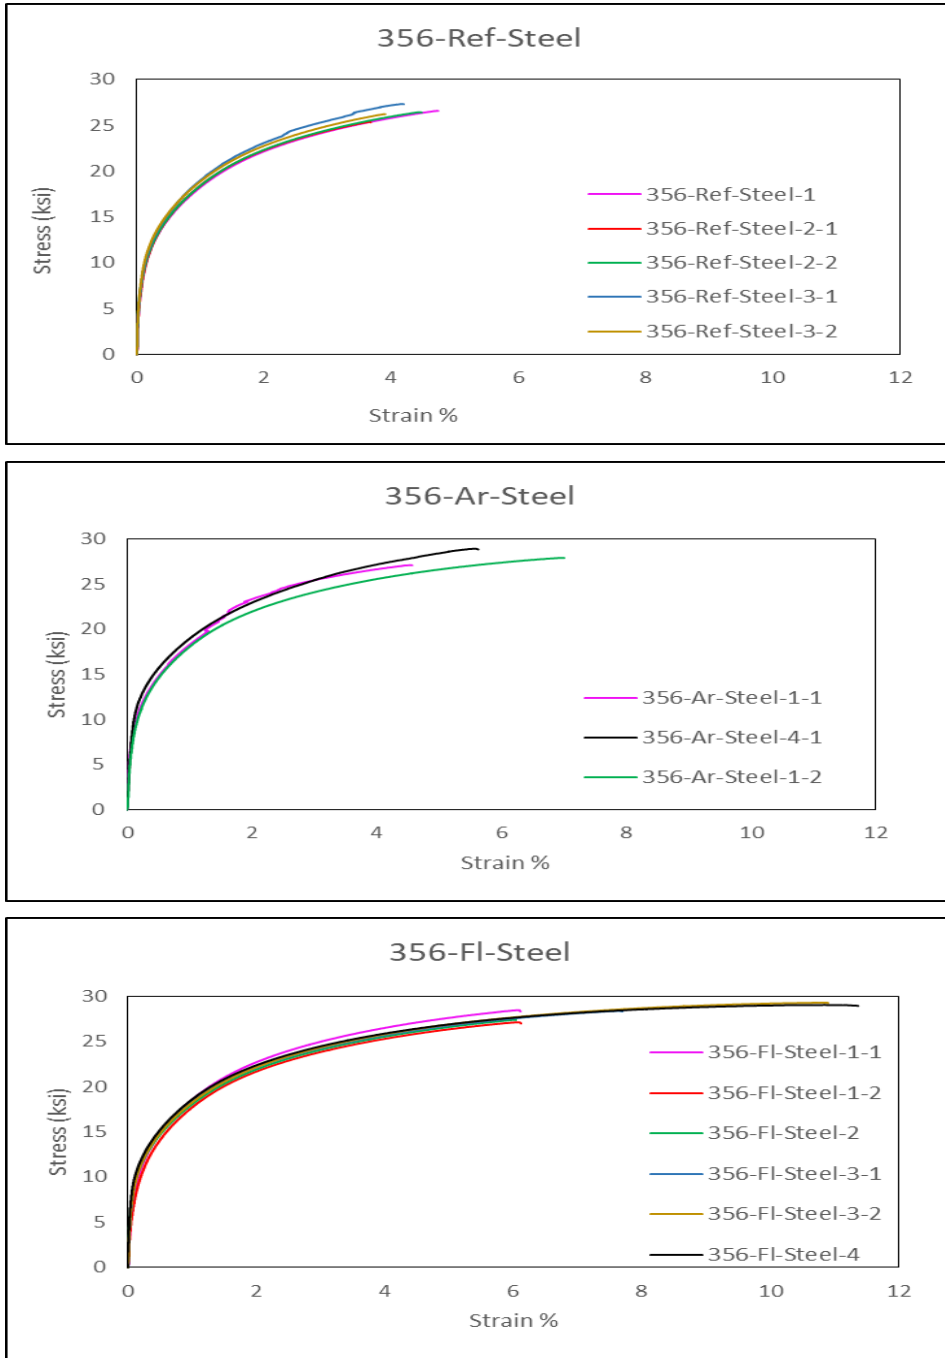 356-Ref-Steel
30
25
20
15
10
5
0
Stress (ksi)
356-Ref-Steel-1
356-Ref-Steel-2-1
356-Ref-Steel-2-2
356-Ref-Steel-3-1
356-Ref-Steel-3-2
0 2 4 6 8 10 12
Strain %
356-Ar-Steel
30
25
20
15
10
5
0
Stress (ksi)
356-Ar-Steel-1-1
356-Ar-Steel-4-1
356-Ar-Steel-1-2
0 2 4 6 8 10 12
Strain %
356-Fl-Steel
30
25
20
15
10
5
0
Stress (ksi)
356-Fl-Steel-1-1
356-Fl-Steel-1-2
356-Fl-Steel-2
356-Fl-Steel-3-1
356-Fl-Steel-3-2
356-Fl-Steel-4
0 2 4 6 8 10 12
Strain %